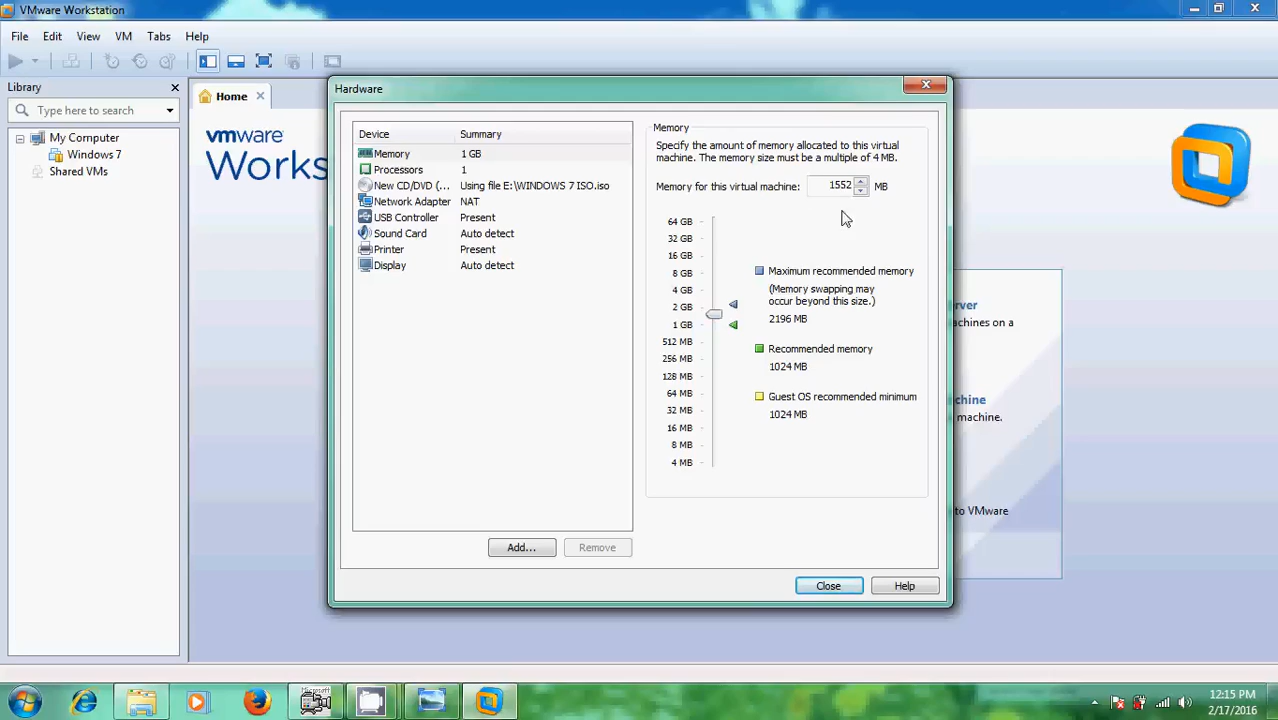 VMware Workstation
File Edit View VM Tabs Help
Library
Type here to search
My Computer
Windows 7
Shared VMs
Home
vmware
Works
Hardware
Device Summary
Memory 1 GB
Processors 1
New CD/DVD (... Using file E:\WINDOWS 7 ISO.iso
Network Adapter NAT
USB Controller Present
Sound Card Auto detect
Printer Present
Display Auto detect
Add... Remove
Memory
Specify the amount of memory allocated to this virtual
machine. The memory size must be a multiple of 4 MB.
Memory for this virtual machine: 1552 MB
64 GB
32 GB
16 GB
8 GB
4 GB
2 GB
1 GB
512 MB
256 MB
128 MB
64 MB
32 MB
16 MB
8 MB
4 MB
Maximum recommended memory
(Memory swapping may
occur beyond this size.)
2196 MB
Recommended memory
1024 MB
Guest OS recommended minimum
1024 MB
Close Help
erver
achines on a
achine
machine.
to VMware
Microsoft
12:15 PM
2/17/2016